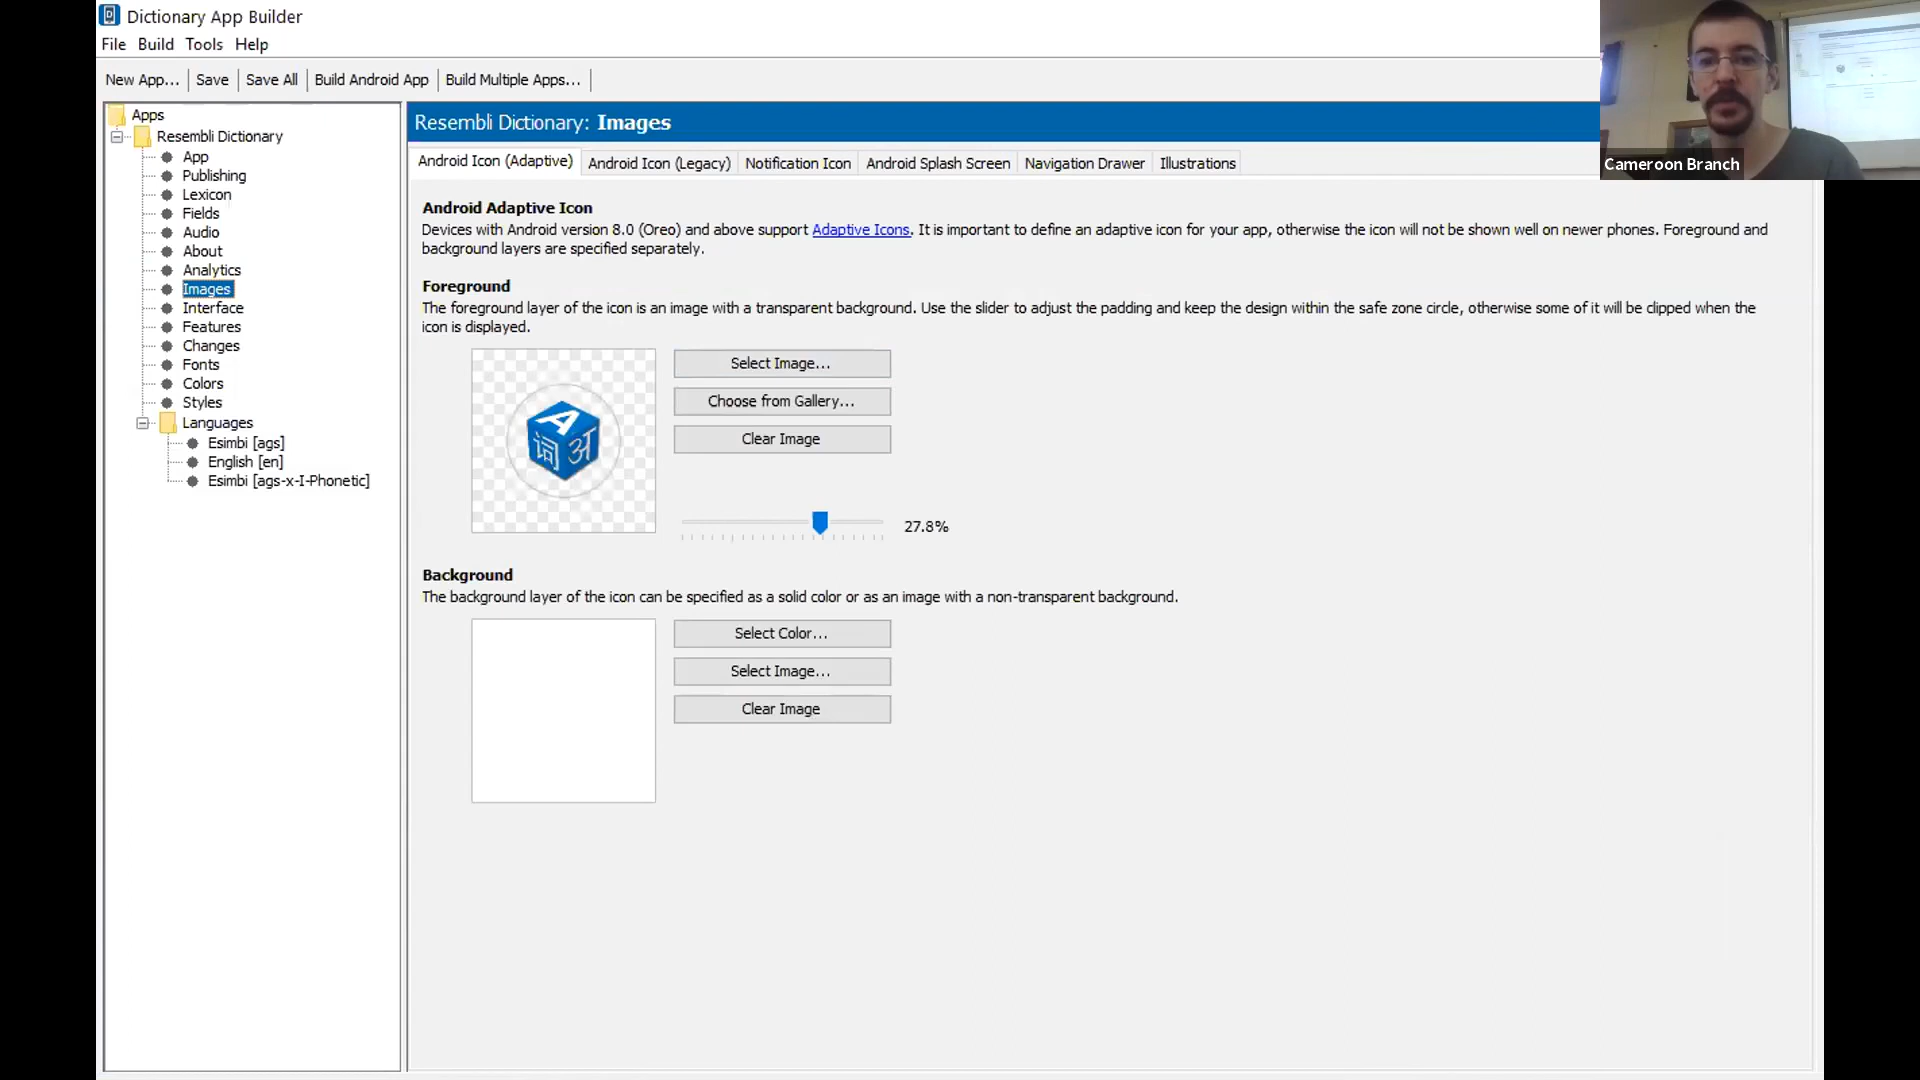 Dictionary App Builder
File Build Tools Help
New App... Save Save All Build Android App Build Multiple Apps...
Apps
Resembli Dictionary
App
Publishing
Lexicon
Fields
Audio
About
Analytics
Images
Interface
Features
Changes
Fonts
Colors
Styles
Languages
Esimbi [ags]
English [en]
Esimbi [ags-x-I-Phonetic]
Resembli Dictionary: Images
Android Icon (Adaptive) Android Icon (Legacy) Notification Icon Android Splash Screen Navigation Drawer Illustrations
Android Adaptive Icon
Devices with Android version 8.0 (Oreo) and above support Adaptive Icons. It is important to define an adaptive icon for your app, otherwise the icon will not be shown well on newer phones. Foreground and
background layers are specified separately.
Foreground
The foreground layer of the icon is an image with a transparent background. Use the slider to adjust the padding and keep the design within the safe zone circle, otherwise some of it will be clipped when the
icon is displayed.
A
词 अ
Select Image...
Choose from Gallery...
Clear Image
27.8%
Background
The background layer of the icon can be specified as a solid color or as an image with a non-transparent background.
Select Color...
Select Image...
Clear Image
Cameroon Branch